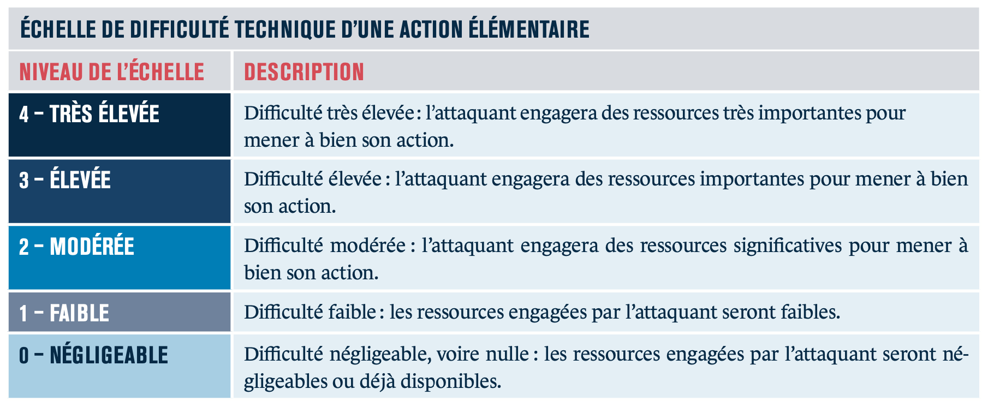 ÉCHELLE DE DIFFICULTÉ TECHNIQUE D’UNE ACTION ÉLÉMENTAIRE
NIVEAU DE L’ÉCHELLE
DESCRIPTION
4 – TRÈS ÉLEVÉE
Difficulté très élevée : l’attaquant engagera des ressources très importantes pour
mener à bien son action.
3 – ÉLEVÉE
Difficulté élevée : l’attaquant engagera des ressources importantes pour mener à bien
son action.
2 – MODÉRÉE
Difficulté modérée : l’attaquant engagera des ressources significatives pour mener à
bien son action.
1 – FAIBLE
Difficulté faible : les ressources engagées par l’attaquant seront faibles.
0 – NÉGLIGEABLE
Difficulté négligeable, voire nulle : les ressources engagées par l’attaquant seront né-
gligeables ou déjà disponibles.